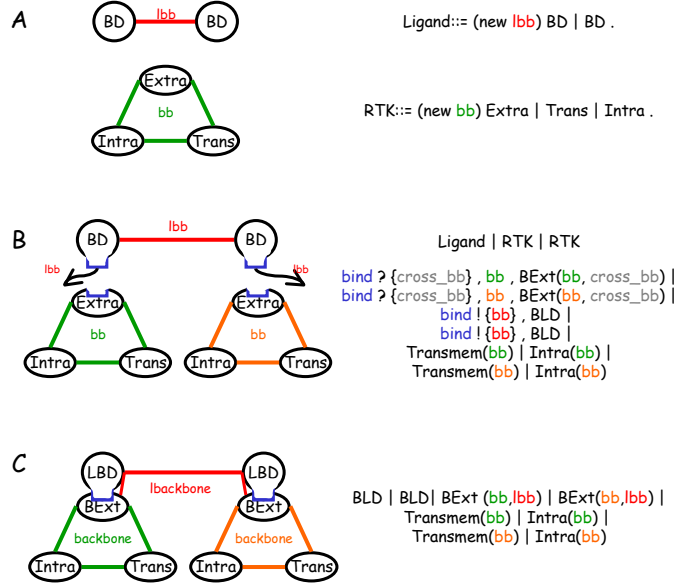 A
BD lbb BD
Ligand::= (new lbb) BD | BD .
Extra
bb
Intra Trans
RTK::= (new bb) Extra | Trans | Intra .
B
lbb
BD BD
lbb lbb
Extra Extra
bb bb
Intra Trans Intra Trans
Ligand | RTK | RTK
bind ? {cross_bb} , bb , BExt(bb, cross_bb) |
bind ? {cross_bb} , bb , BExt(bb, cross_bb) |
bind ! {bb} , BLD |
bind ! {bb} , BLD |
Transmem(bb) | Intra(bb) |
Transmem(bb) | Intra(bb)
C
LBD LBD
lbackbone
BExt BExt
backbone backbone
Intra Trans Intra Trans
BLD | BLD| BExt (bb,lbb) | BExt(bb,lbb) |
Transmem(bb) | Intra(bb) |
Transmem(bb) | Intra(bb)